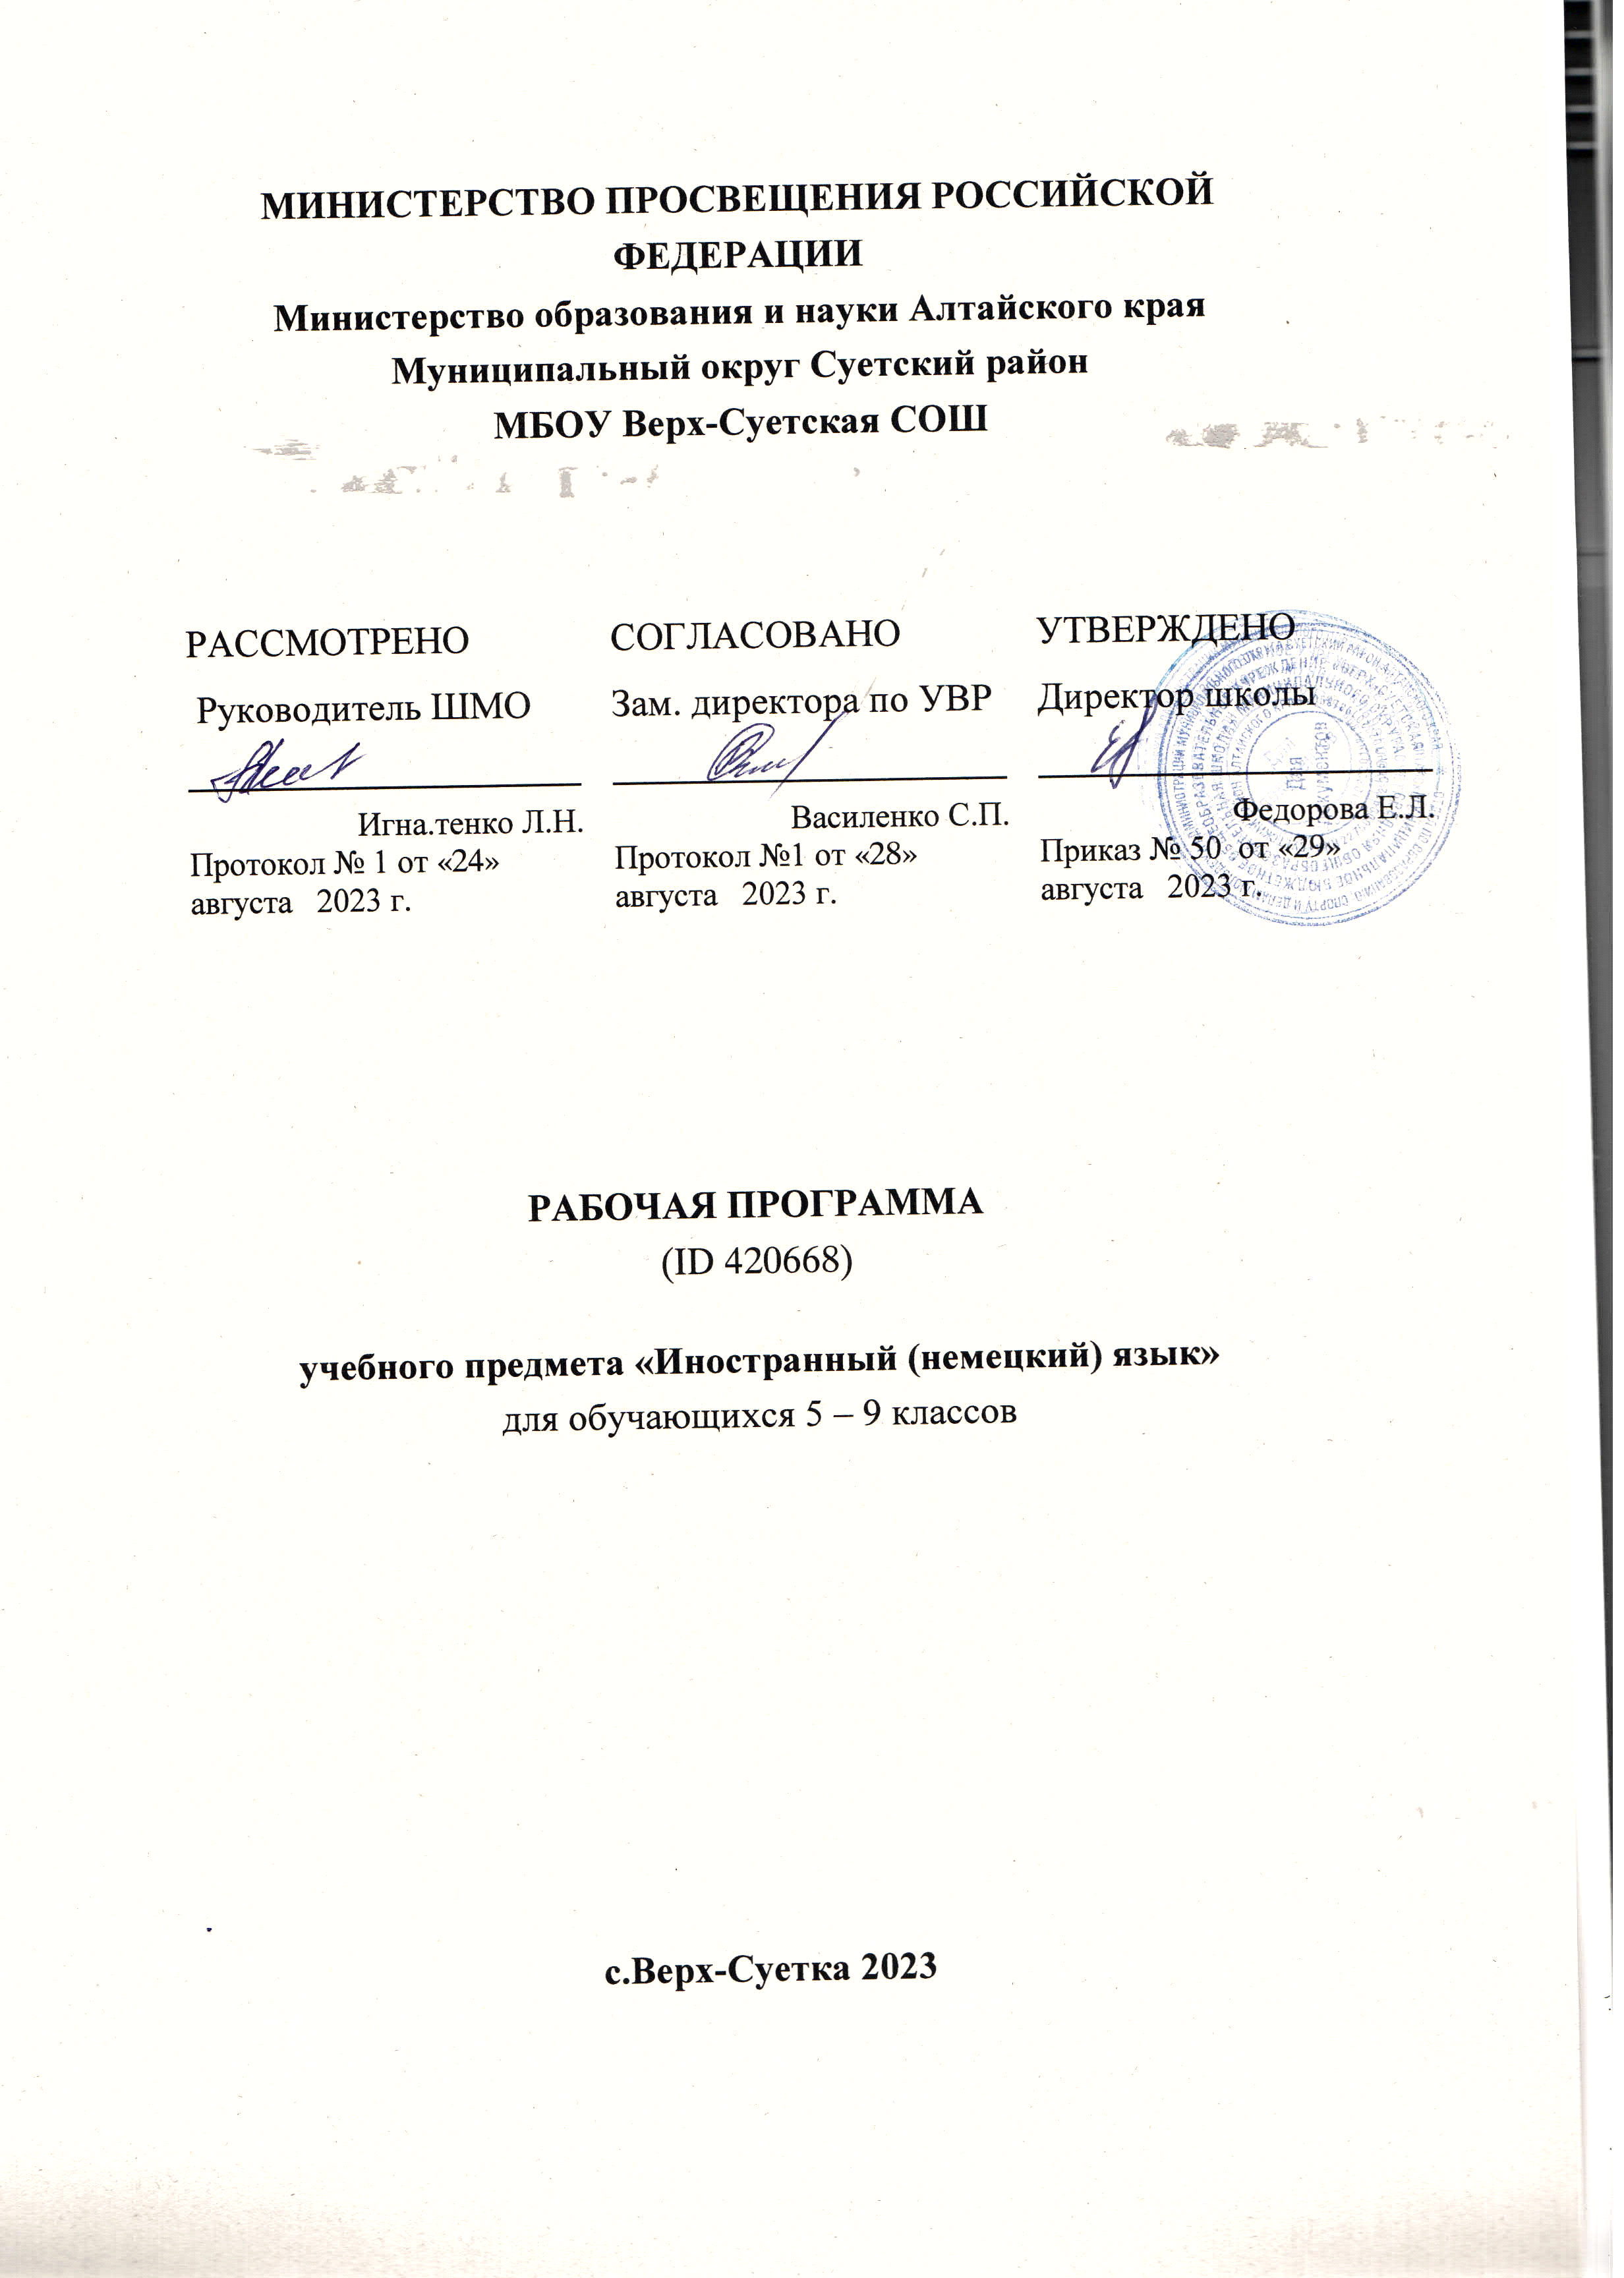 МИНИСТЕРСТВО ПРОСВЕЩЕНИЯ РОССИЙСКОЙ
ФЕДЕРАЦИИ
Министерство образования и науки Алтайского края
Муниципальный округ Суетский район
МБОУ Верх-Суетская СОШ
РАССМОТРЕНО
Руководитель ШМО
Игна.тенко Л.Н.
Протокол № 1 от «24»
августа 2023 г.
СОГЛАСОВАНО
Зам. директора по УВР
Василенко С.П.
Протокол №1 от «28»
августа 2023 г.
УТВЕРЖДЕНО
Директор школы
Федорова Е.Л.
Приказ № 50 от «29»
августа 2023 г.
РАБОЧАЯ ПРОГРАММА
(ID 420668)
учебного предмета «Иностранный (немецкий) язык»
для обучающихся 5 – 9 классов
с.Верх-Суетка 2023